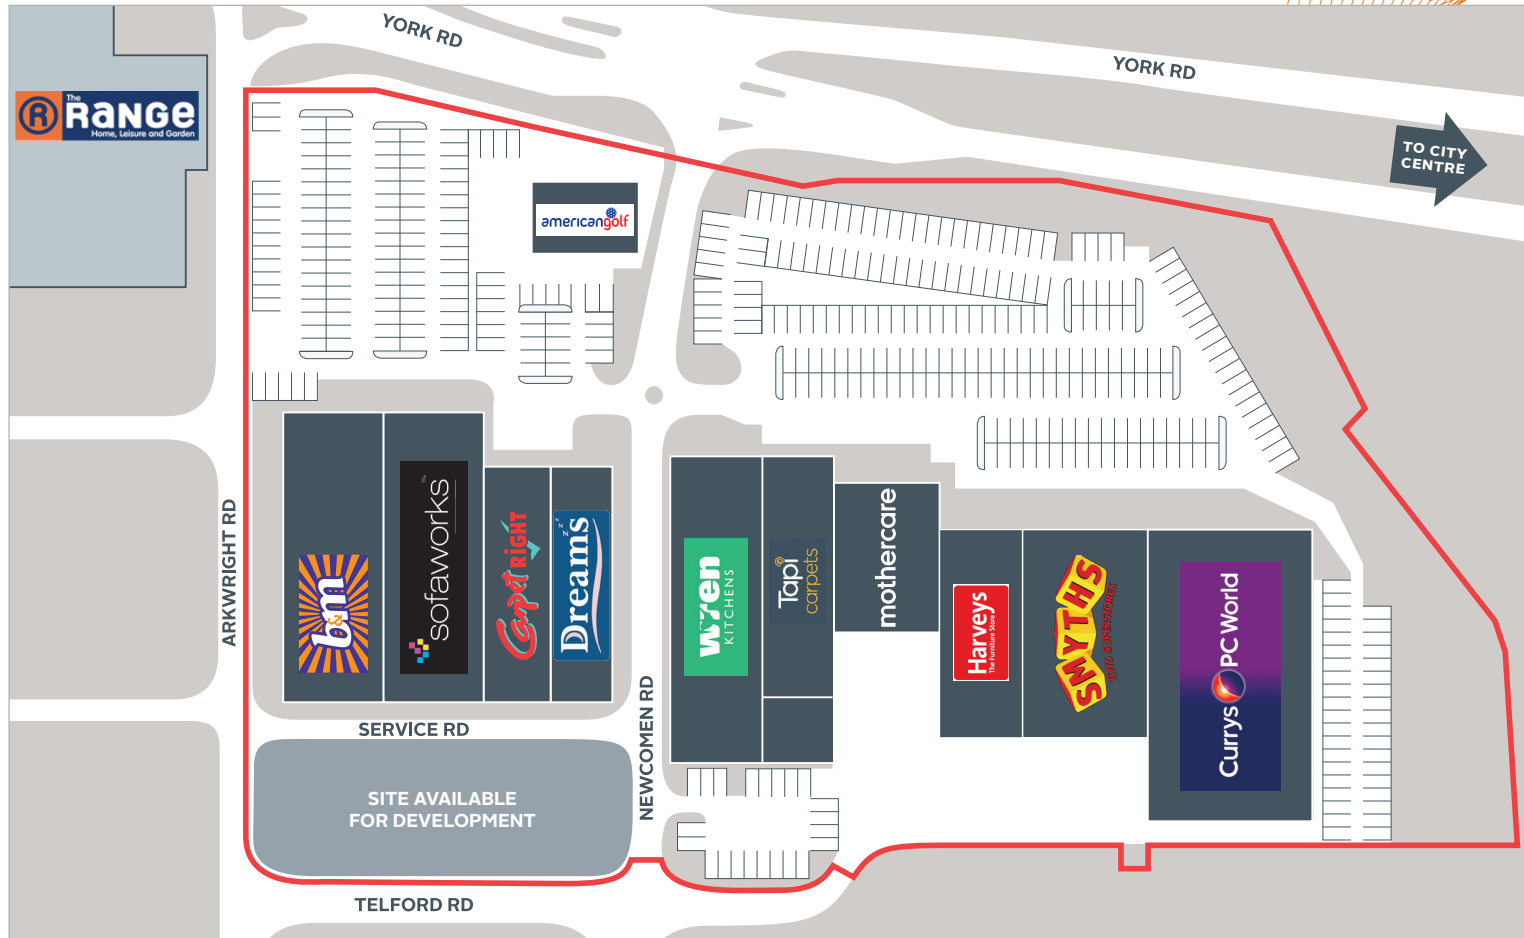 YORK RD
YORK RD
The
RANGE
Home, Leisure and Garden
TO CITY
CENTRE
americangolf
ARKWRIGHT RD
b&m
sofaworks™
Carpet RIGHT
Dreams
z z z
wren
KITCHENS
Tapi
carpets
mothercare
Harveys
The Furniture Store
SMYTHS
TOYS SUPERSTORES
Currys PC World
SERVICE RD
NEWCOMEN RD
SITE AVAILABLE
FOR DEVELOPMENT
TELFORD RD